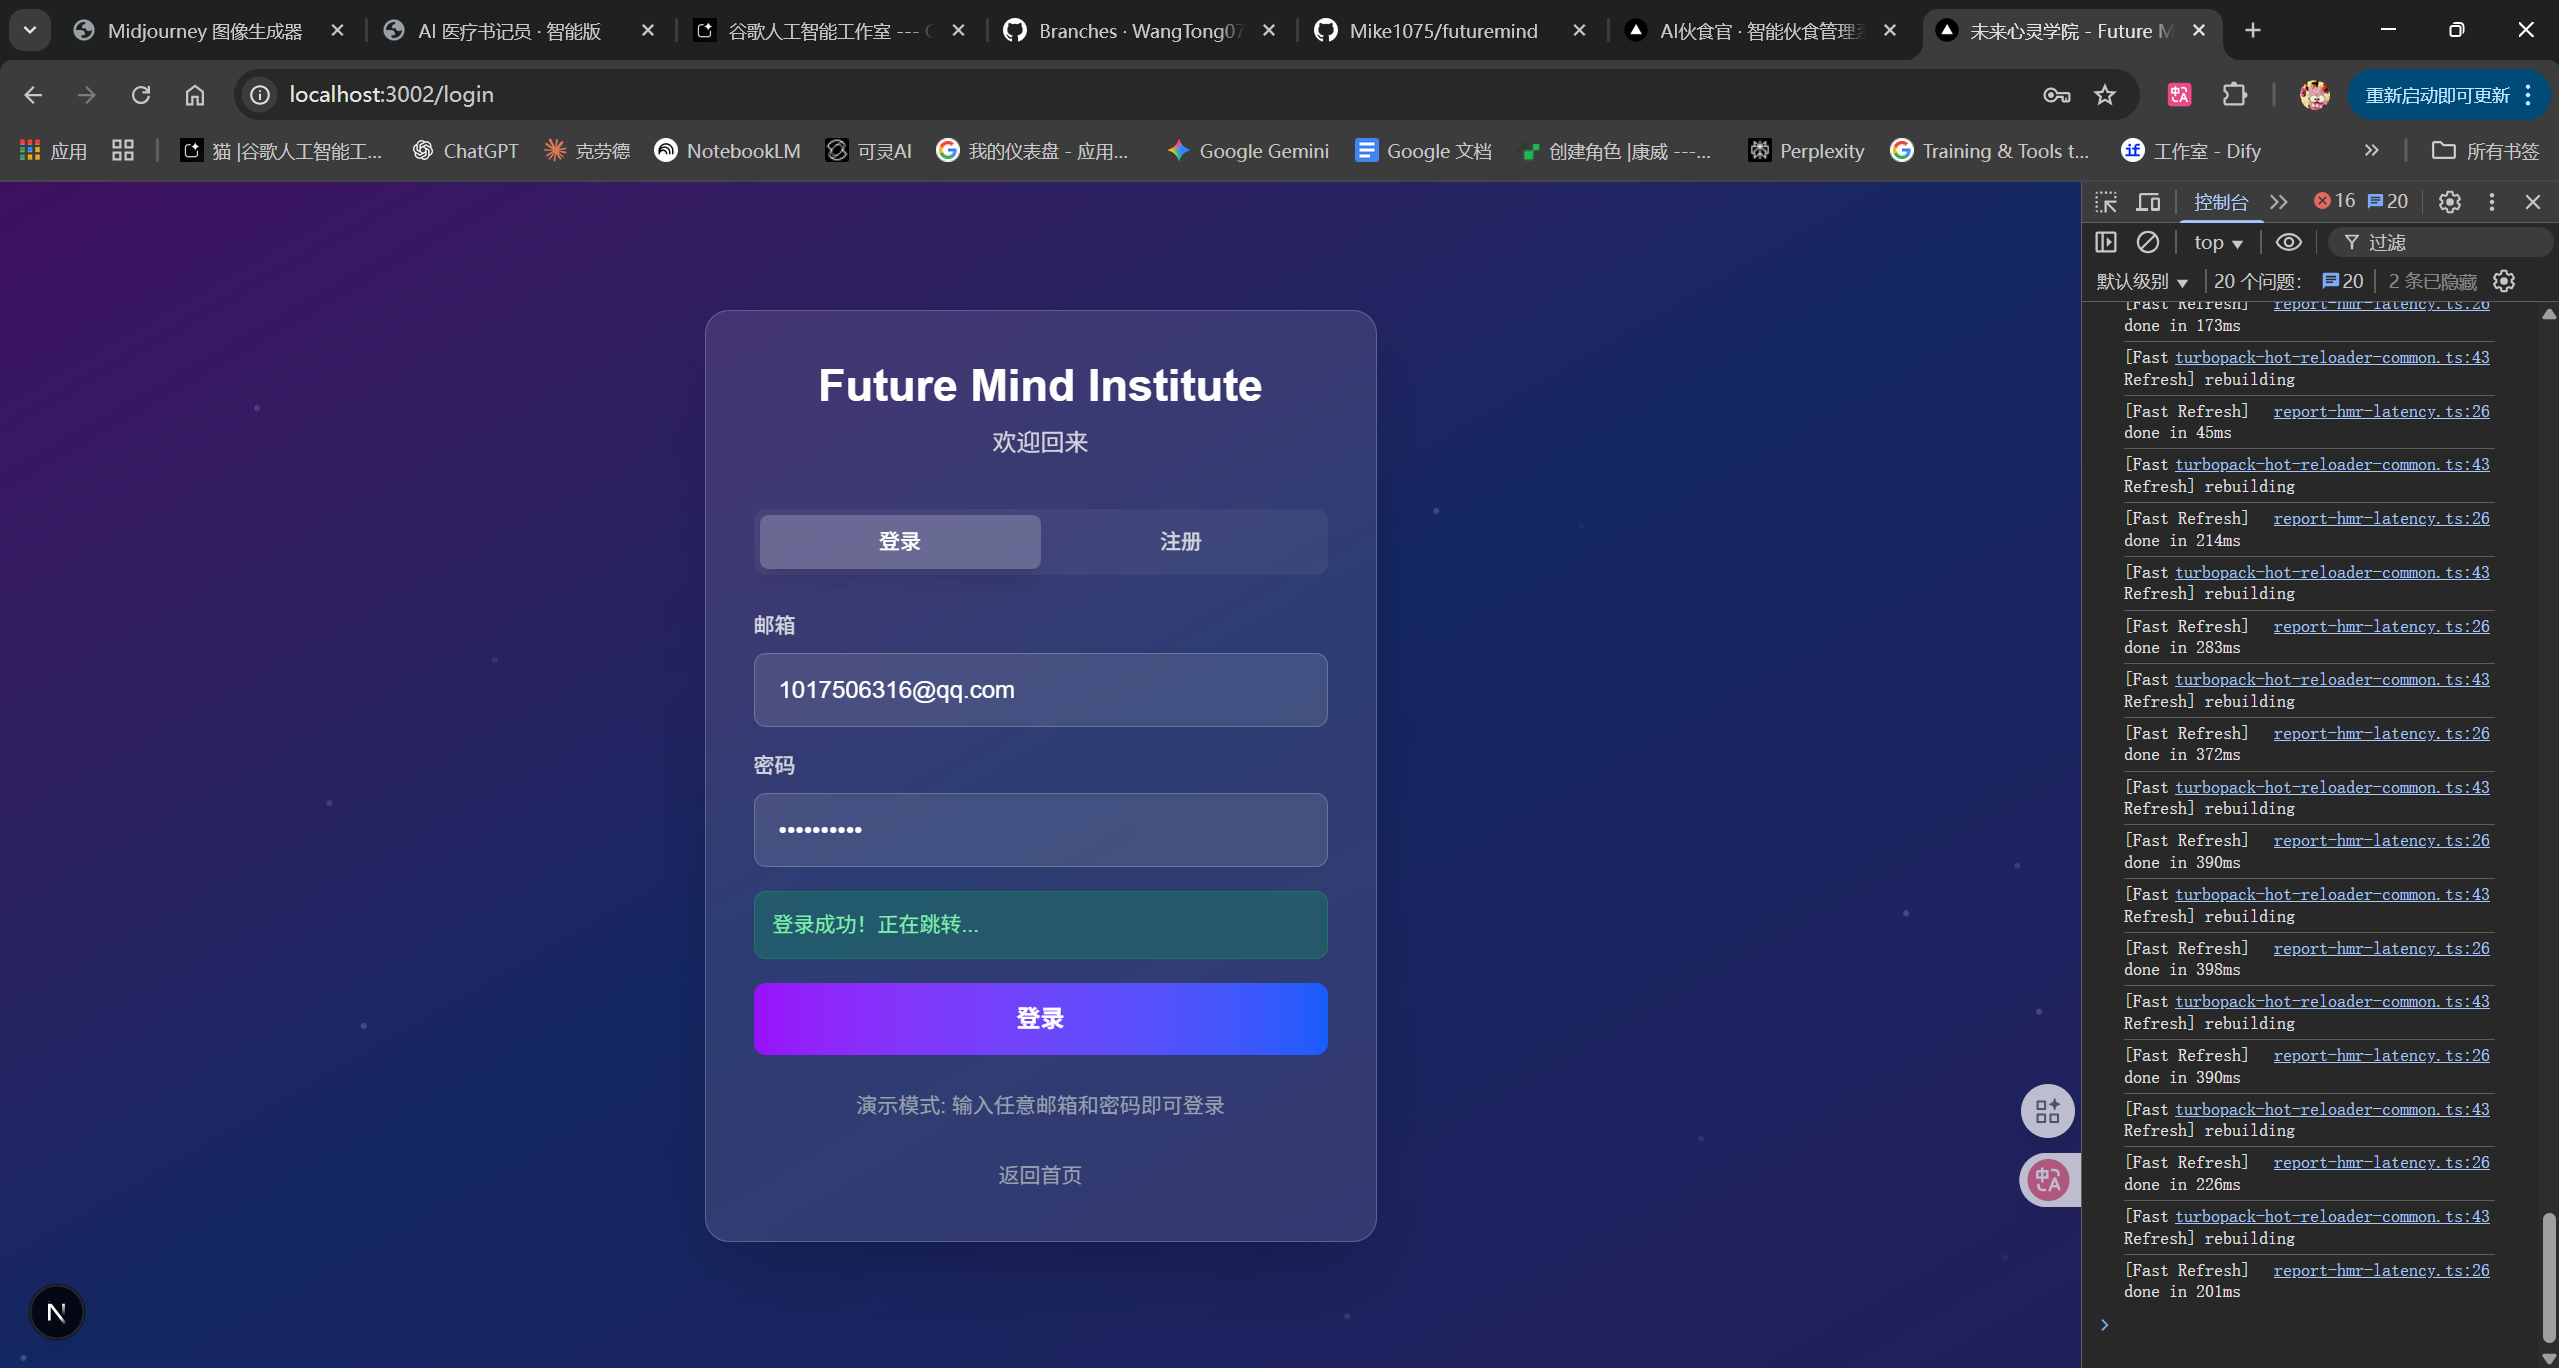 Midjourney 图像生成器
AI 医疗书记员 · 智能版
谷歌人工智能工作室 ---
Branches · WangTong07
Mike1075/futuremind
AI伙食官 · 智能伙食管理系
未来心灵学院 - Future M
localhost:3002/login
重新启动即可更新
应用
猫 |谷歌人工智能工...
ChatGPT
克劳德
NotebookLM
可灵AI
我的仪表盘 - 应用...
Google Gemini
Google 文档
创建角色 |康威 ---...
Perplexity
Training & Tools t...
工作室 - Dify
所有书签
Future Mind Institute
欢迎回来
登录
注册
邮箱
1017506316@qq.com
密码
••••••••••
登录成功！正在跳转...
登录
演示模式: 输入任意邮箱和密码即可登录
返回首页
N
控制台
16
20
top
过滤
默认级别
20 个问题:
20
2 条已隐藏
[Fast Refresh] report-hmr-latency.ts:26
done in 173ms
[Fast turbopack-hot-reloader-common.ts:43
Refresh] rebuilding
[Fast Refresh] report-hmr-latency.ts:26
done in 45ms
[Fast turbopack-hot-reloader-common.ts:43
Refresh] rebuilding
[Fast Refresh] report-hmr-latency.ts:26
done in 214ms
[Fast turbopack-hot-reloader-common.ts:43
Refresh] rebuilding
[Fast Refresh] report-hmr-latency.ts:26
done in 283ms
[Fast turbopack-hot-reloader-common.ts:43
Refresh] rebuilding
[Fast Refresh] report-hmr-latency.ts:26
done in 372ms
[Fast turbopack-hot-reloader-common.ts:43
Refresh] rebuilding
[Fast Refresh] report-hmr-latency.ts:26
done in 390ms
[Fast turbopack-hot-reloader-common.ts:43
Refresh] rebuilding
[Fast Refresh] report-hmr-latency.ts:26
done in 398ms
[Fast turbopack-hot-reloader-common.ts:43
Refresh] rebuilding
[Fast Refresh] report-hmr-latency.ts:26
done in 390ms
[Fast turbopack-hot-reloader-common.ts:43
Refresh] rebuilding
[Fast Refresh] report-hmr-latency.ts:26
done in 226ms
[Fast turbopack-hot-reloader-common.ts:43
Refresh] rebuilding
[Fast Refresh] report-hmr-latency.ts:26
done in 201ms